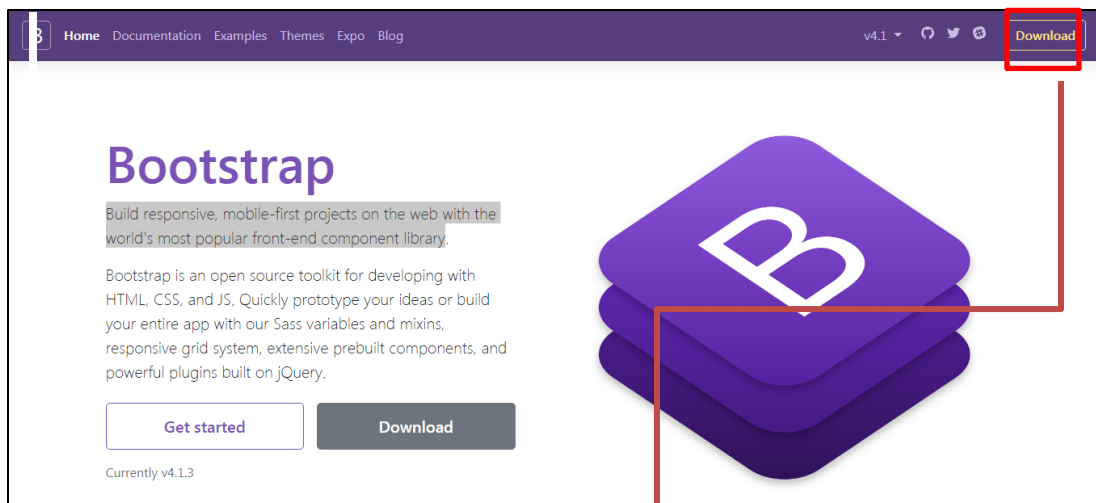 B Home Documentation Examples Themes Expo Blog v4.1 Download
Bootstrap
Build responsive, mobile-first projects on the web with the
world's most popular front-end component library.
Bootstrap is an open source toolkit for developing with
HTML, CSS, and JS. Quickly prototype your ideas or build
your entire app with our Sass variables and mixins,
responsive grid system, extensive prebuilt components, and
powerful plugins built on jQuery.
B
Get started Download
Currently v4.1.3